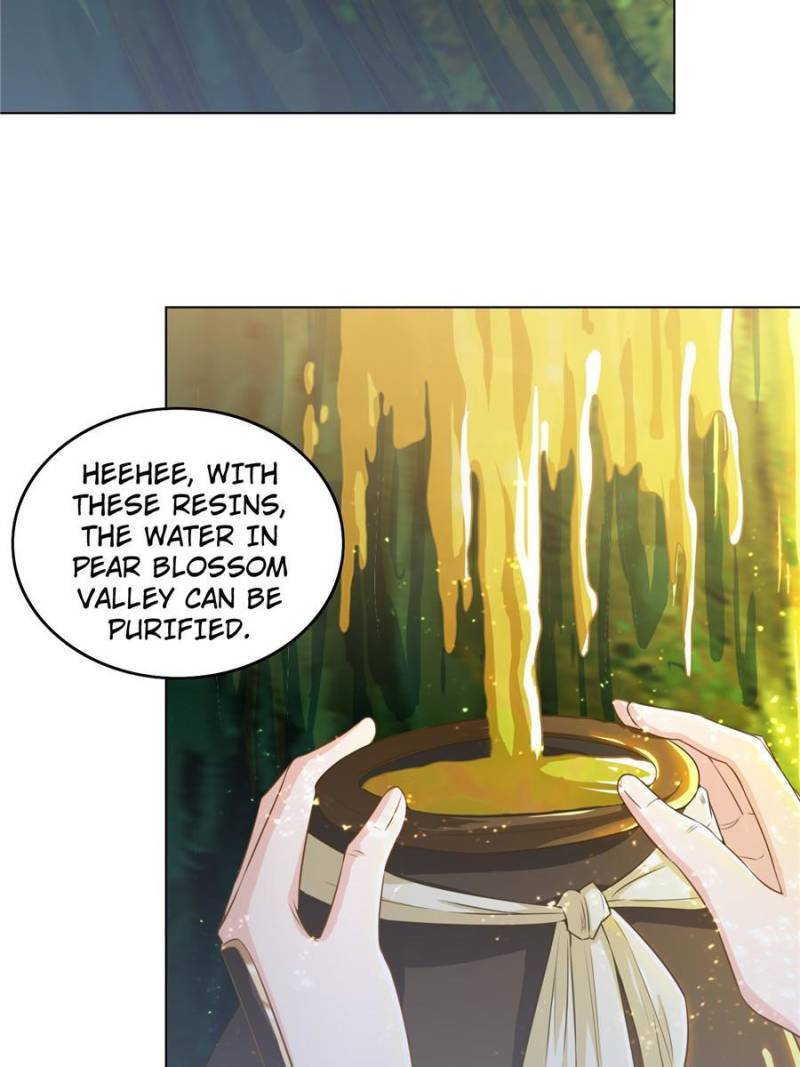 HEEHEE, WITH
THESE RESINS,
THE WATER IN
PEAR BLOSSOM
VALLEY CAN BE
PURIFIED.